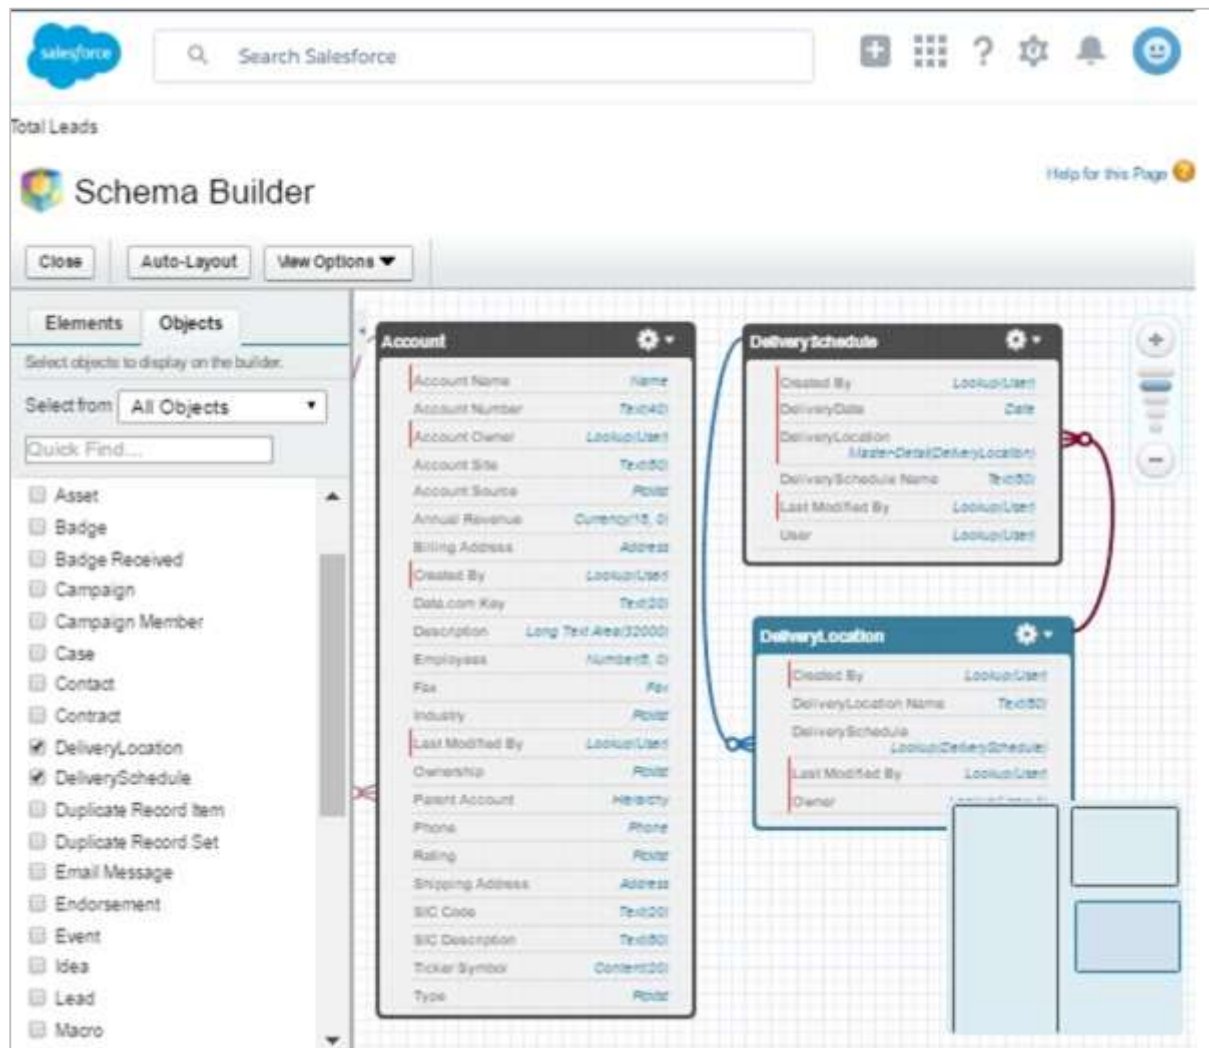 salesforce
Search Salesforce
Total Leads
Schema Builder
Help for this Page
Close
Auto-Layout
View Options
Elements
Objects
Select objects to display on the builder.
Select from
All Objects
Quick Find...
Asset
Badge
Badge Received
Campaign
Campaign Member
Case
Contact
Contract
DeliveryLocation
DeliverySchedule
Duplicate Record Item
Duplicate Record Set
Email Message
Endorsement
Event
Idea
Lead
Macro
Account
Account Name Name
Account Number Text(40)
Account Owner Lookup(User)
Account Site Text(80)
Account Source Picklist
Annual Revenue Currency(18, 0)
Billing Address Address
Created By Lookup(User)
Data.com Key Text(20)
Description Long Text Area(32000)
Employees Number(8, 0)
Fax Fax
Industry Picklist
Last Modified By Lookup(User)
Ownership Picklist
Parent Account Hierarchy
Phone Phone
Rating Picklist
Shipping Address Address
SIC Code Text(20)
SIC Description Text(80)
Ticker Symbol Content(20)
Type Picklist
DeliverySchedule
Created By Lookup(User)
DeliveryDate Date
DeliveryLocation
Master-Detail(DeliveryLocation)
DeliverySchedule Name Text(80)
Last Modified By Lookup(User)
User Lookup(User)
DeliveryLocation
Created By Lookup(User)
DeliveryLocation Name Text(80)
DeliverySchedule
Lookup(DeliverySchedule)
Last Modified By Lookup(User)
Owner